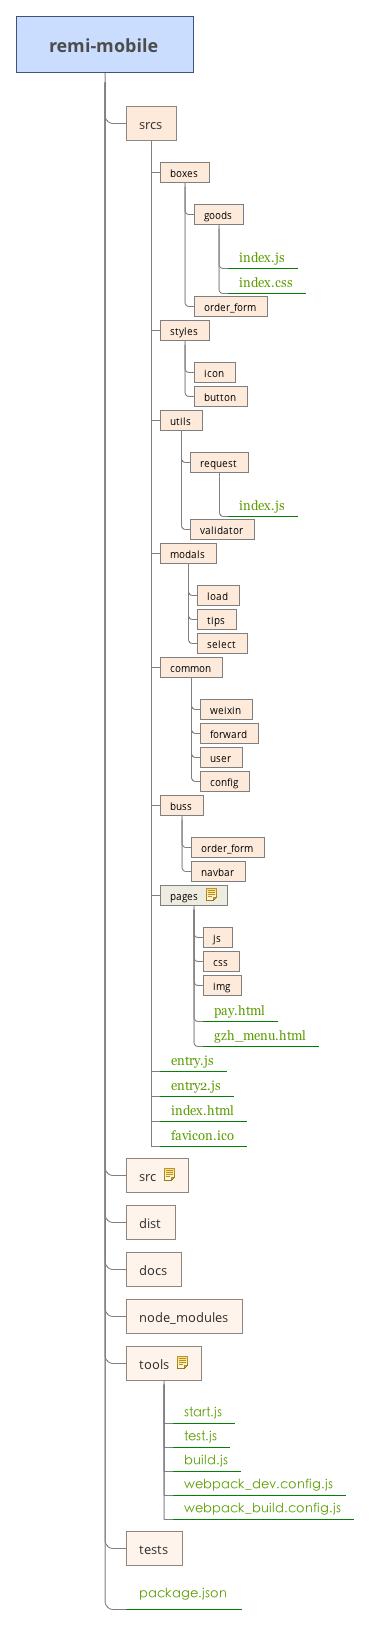 remi-mobile
srcs
boxes
goods
index.js
index.css
order_form
styles
icon
button
utils
request
index.js
validator
modals
load
tips
select
common
weixin
forward
user
config
buss
order_form
navbar
pages
js
css
img
pay.html
gzh_menu.html
entry.js
entry2.js
index.html
favicon.ico
src
dist
docs
node_modules
tools
start.js
test.js
build.js
webpack_dev.config.js
webpack_build.config.js
tests
package.json